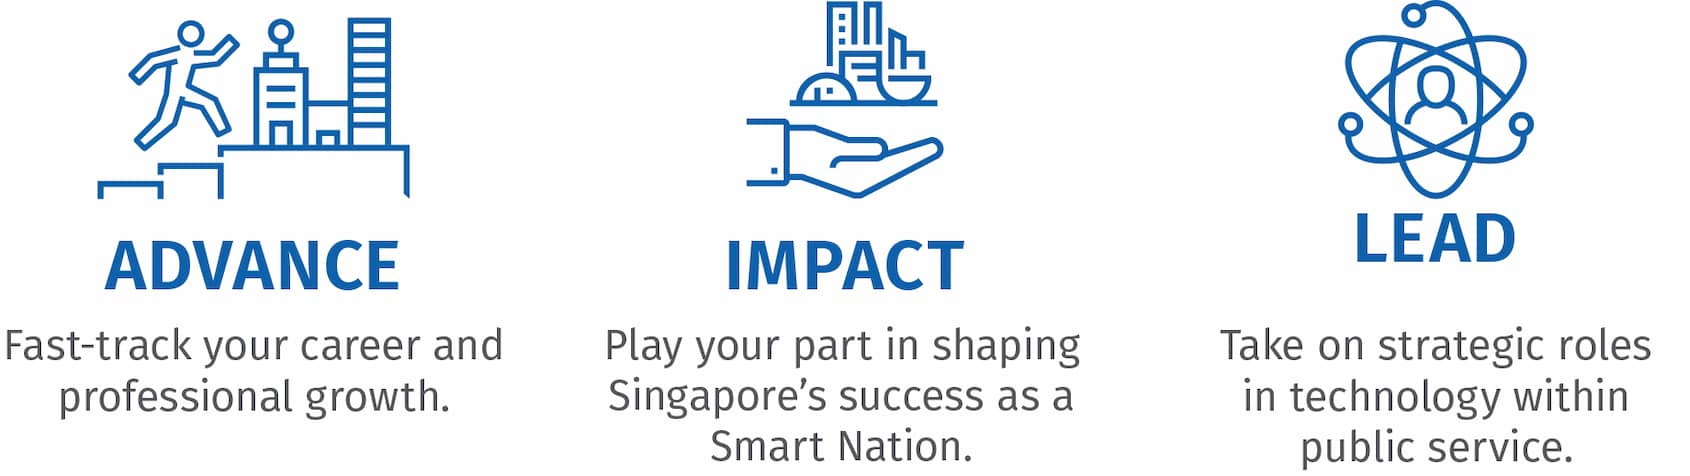 ADVANCE
Fast-track your career and
professional growth.
IMPACT
Play your part in shaping
Singapore’s success as a
Smart Nation.
LEAD
Take on strategic roles
in technology within
public service.